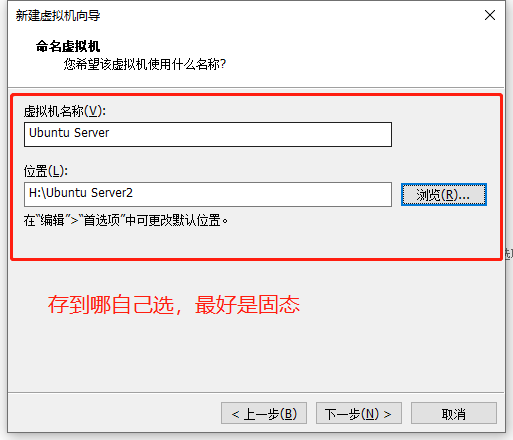 新建虚拟机向导
命名虚拟机
您希望该虚拟机使用什么名称?
虚拟机名称(V):
Ubuntu Server
位置(L):
H:\Ubuntu Server2
浏览(R)...
在“编辑”>“首选项”中可更改默认位置。
存到哪自己选，最好是固态
< 上一步(B)
下一步(N) >
取消